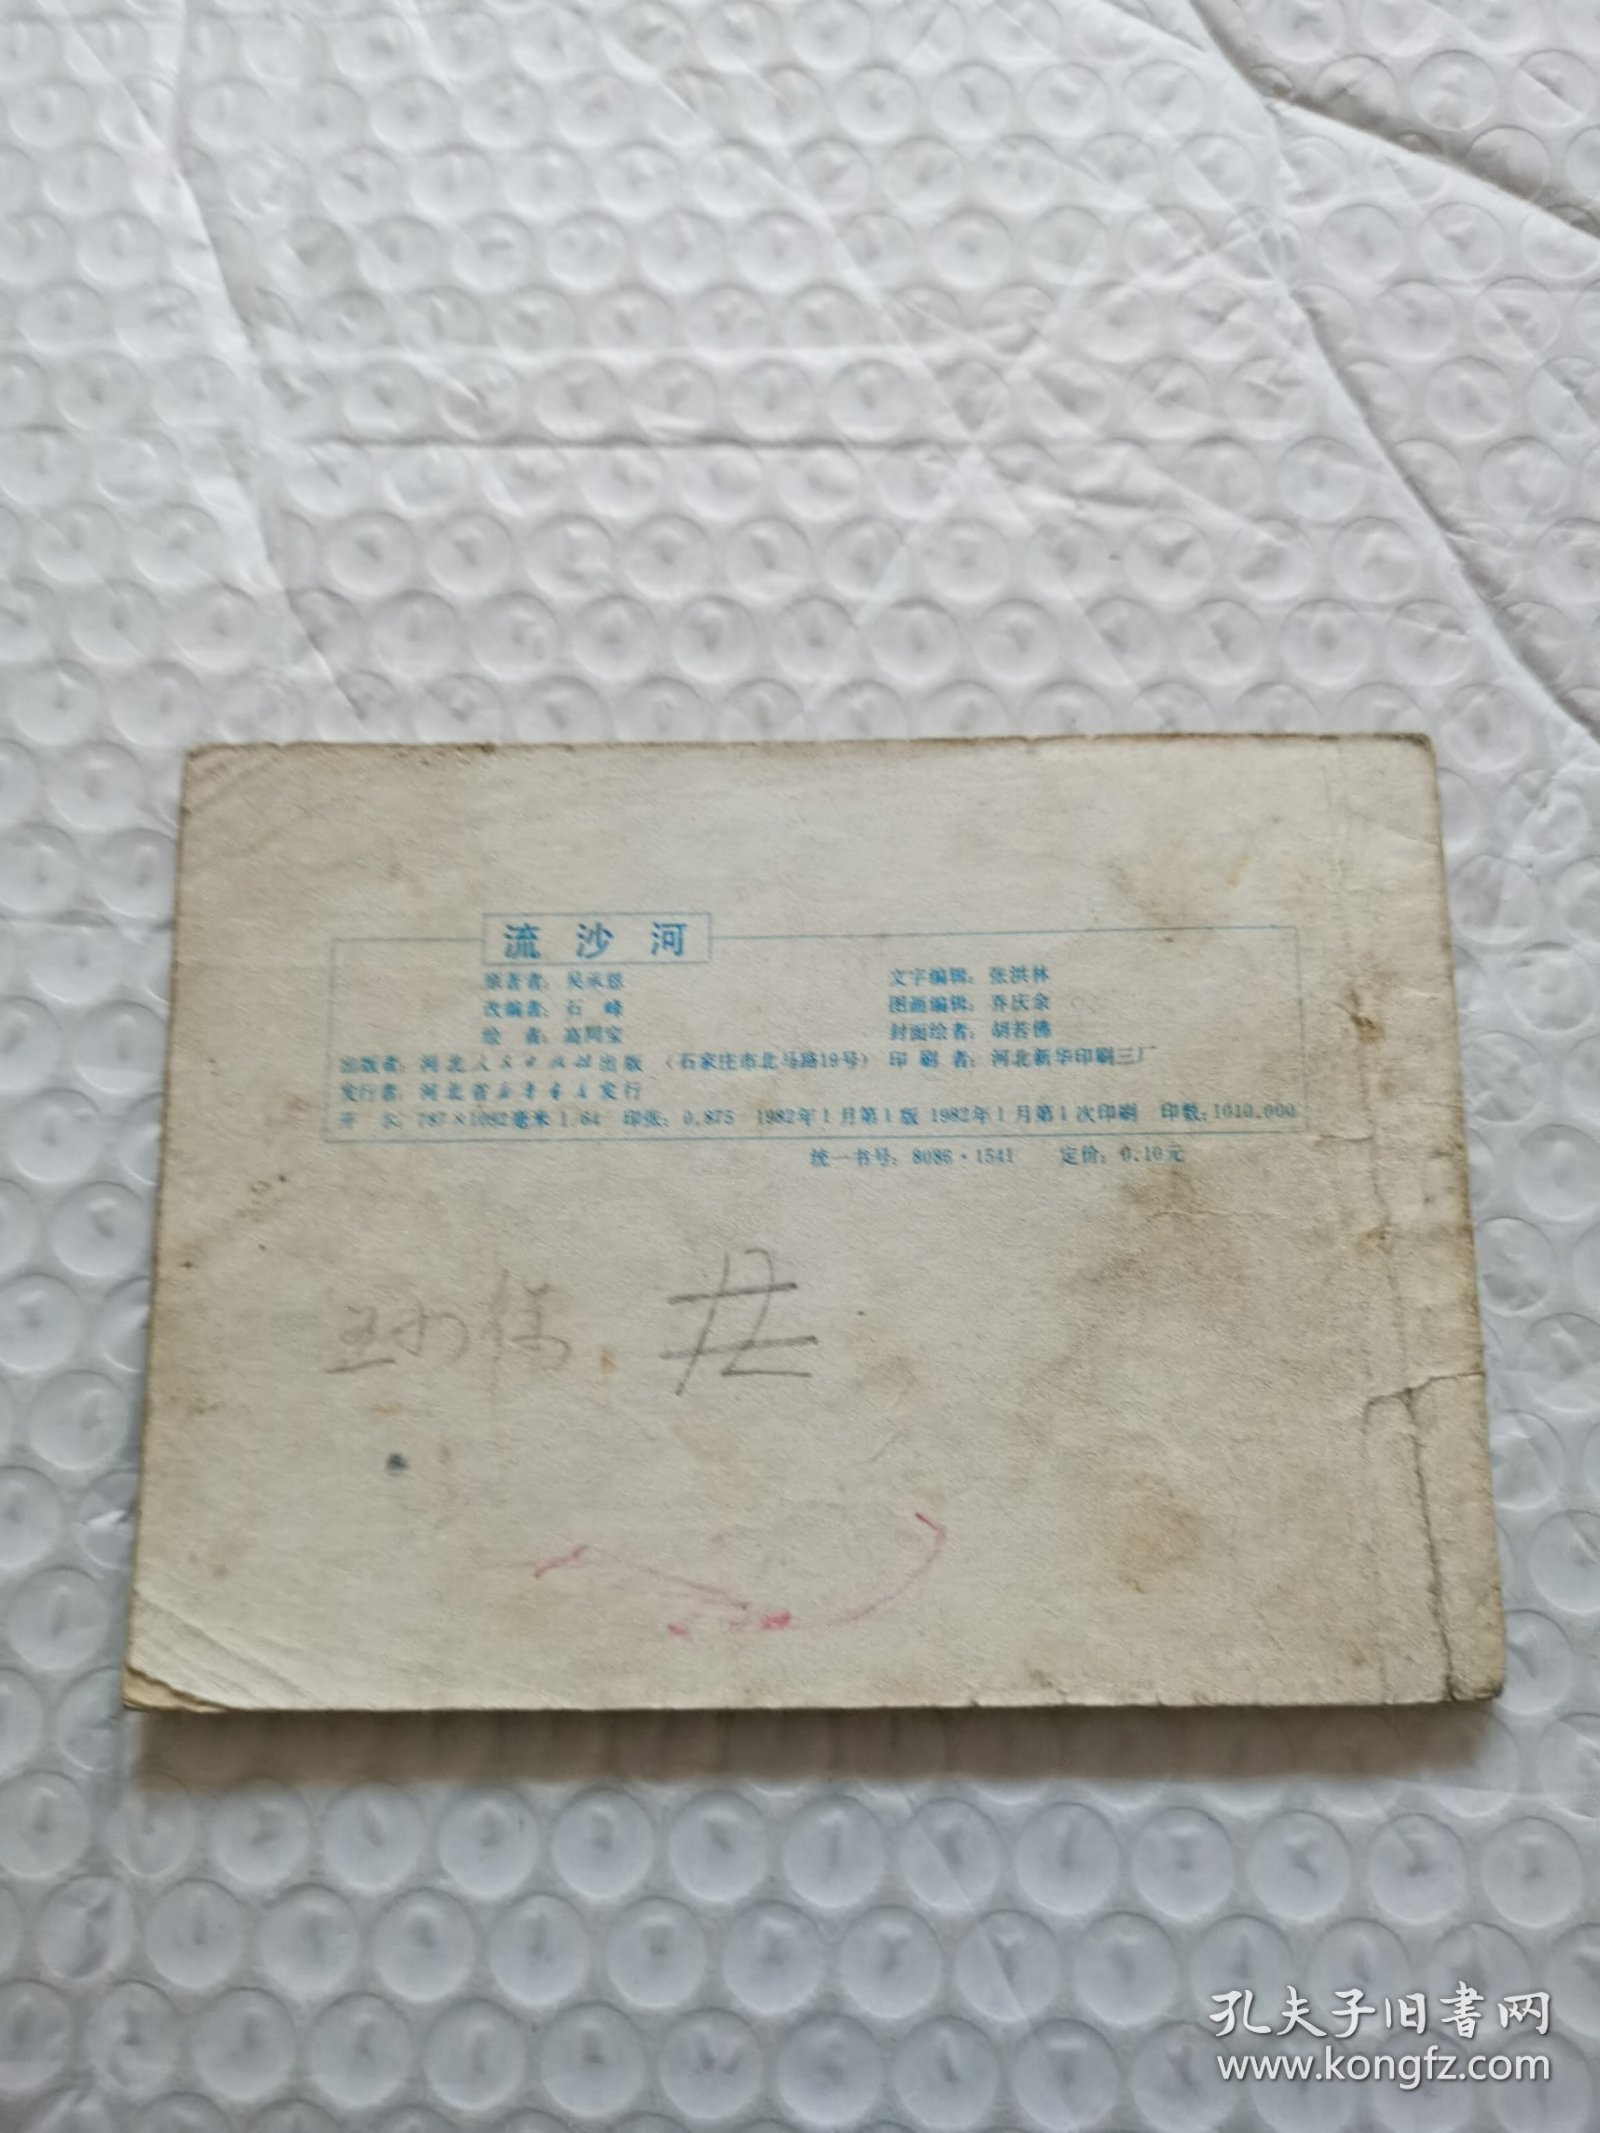 流沙河
原著者：吴承恩
文字编辑：张洪林
改编者：石 峰
图画编辑：乔庆余
绘 者：高同宝
封面绘者：胡若佛
出版者：河北人民出版社出版 （石家庄市北马路19号） 印刷者：河北新华印刷三厂
发行者：河北省新华书店发行
开 本：787×1092毫米 1/64 印张：0.875 1982年1月第1版 1982年1月第1次印刷 印数：1010,000
统一书号：8086·1541 定价：0.10元
孔夫子旧书网
www.kongfz.com